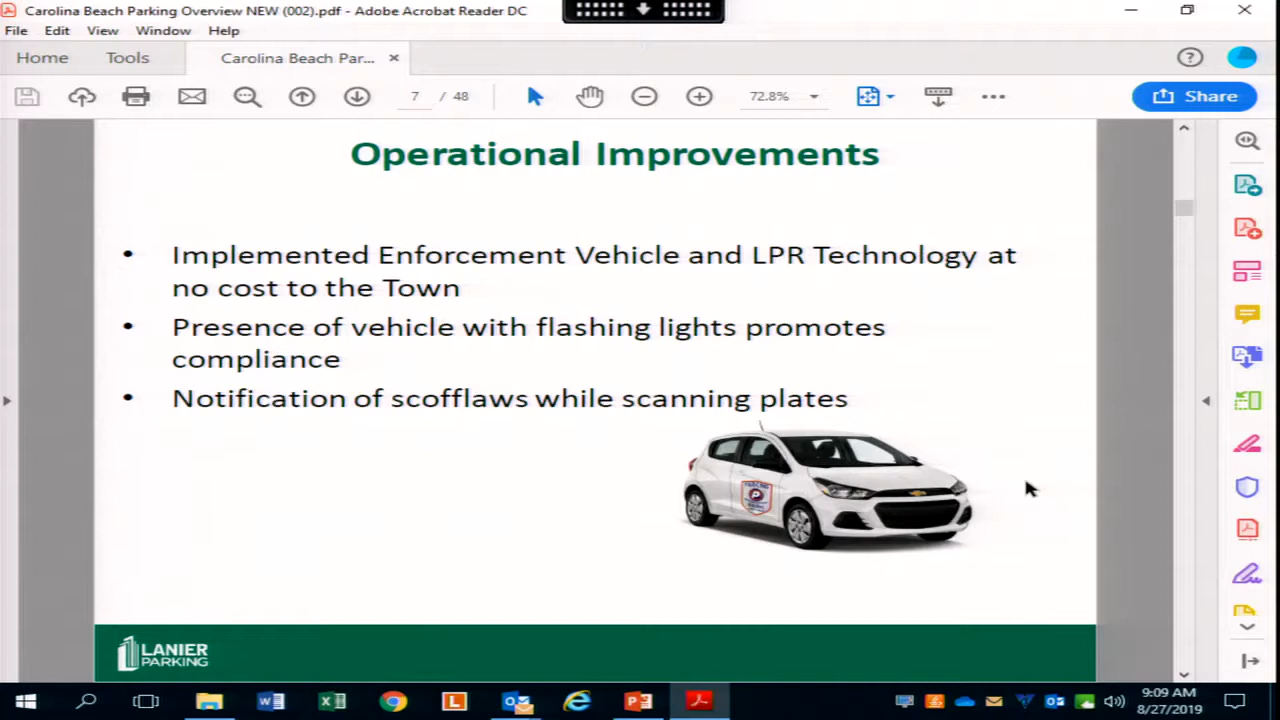 Carolina Beach Parking Overview NEW (002).pdf - Adobe Acrobat Reader DC
File Edit View Window Help
Home Tools Carolina Beach Par... ×
7 / 48 72.8% Share
Operational Improvements
• Implemented Enforcement Vehicle and LPR Technology at
no cost to the Town
• Presence of vehicle with flashing lights promotes
compliance
• Notification of scofflaws while scanning plates
LANIER
PARKING
9:09 AM
8/27/2019